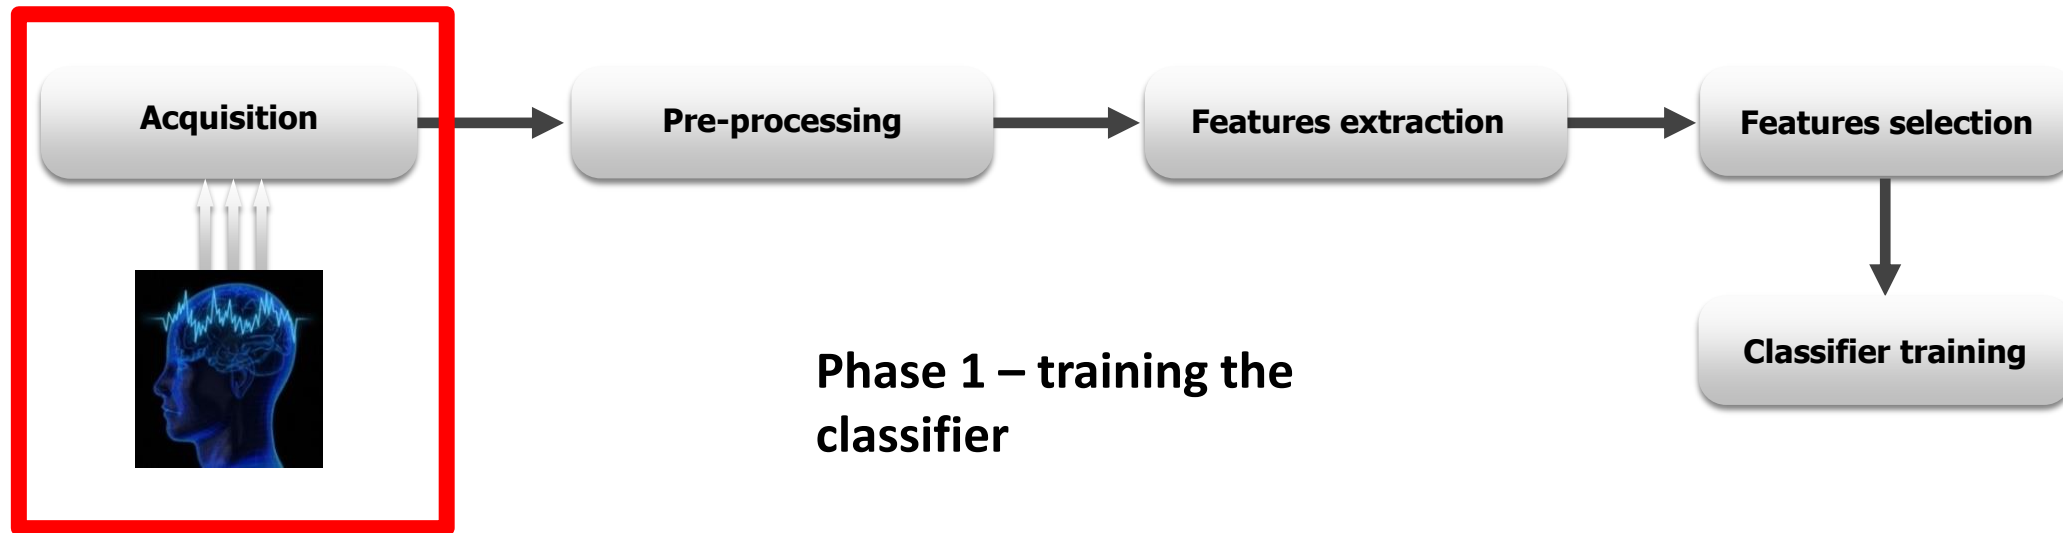 Acquisition
Pre-processing
Features extraction
Features selection
Classifier training
Phase 1 – training the
classifier